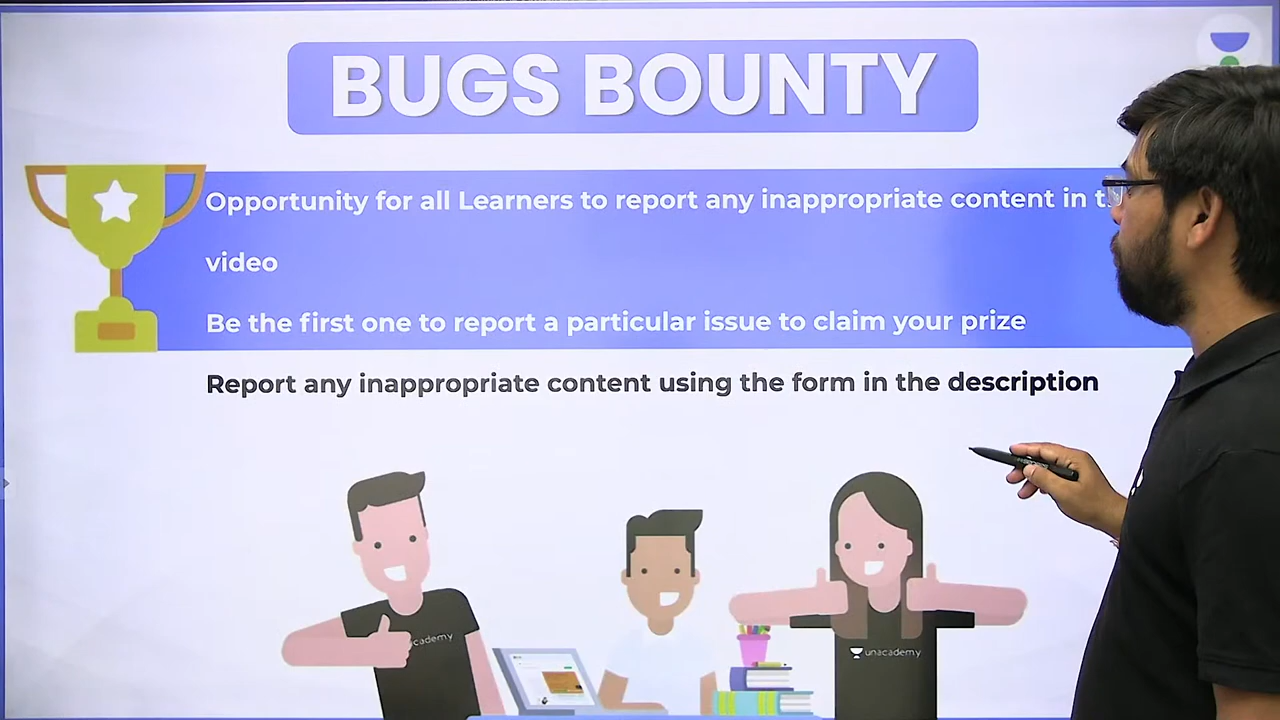 BUGS BOUNTY
Opportunity for all Learners to report any inappropriate content in
video
Be the first one to report a particular issue to claim your prize
Report any inappropriate content using the form in the description
unacademy